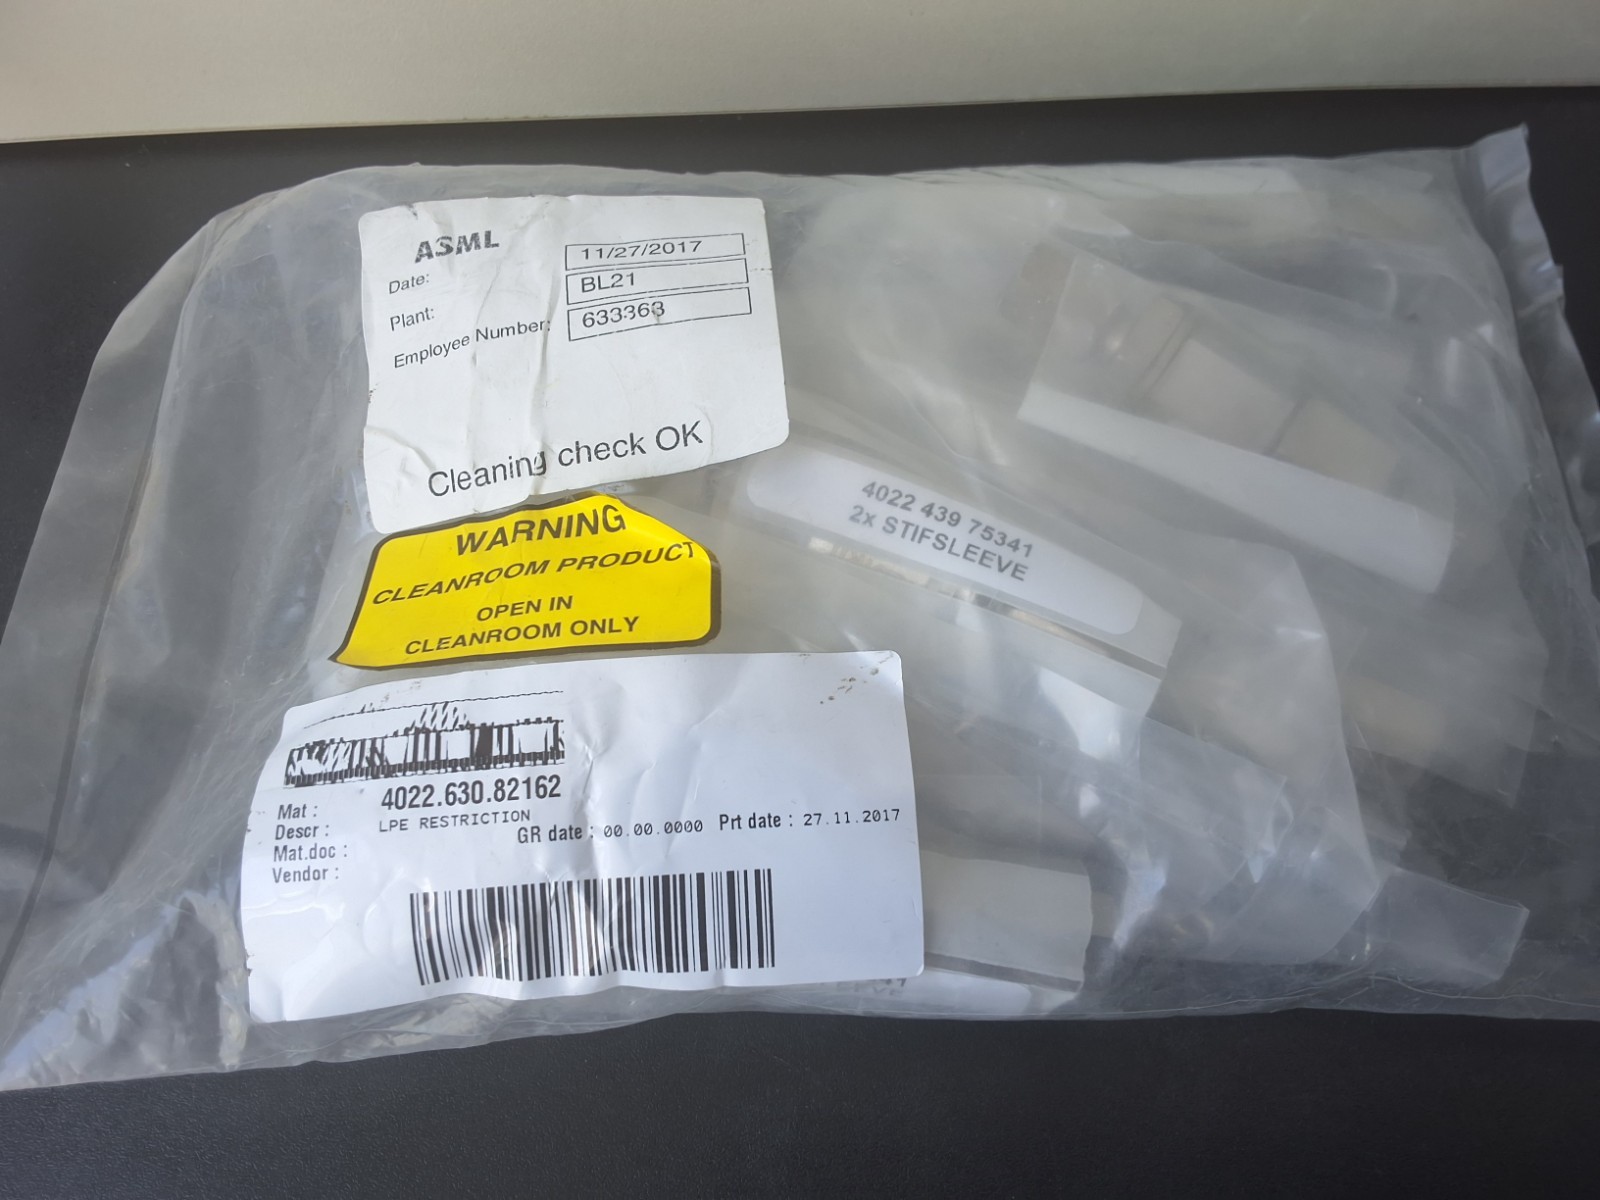 ASML
Date: 11/27/2017
Plant: BL21
Employee Number: 633363
Cleaning check OK
WARNING
CLEANROOM PRODUCT
OPEN IN
CLEANROOM ONLY
4022 439 75341
2x STIFSLEEVE
Mat : 4022.630.82162
Descr : LPE RESTRICTION
Mat.doc : GR date : 00.00.0000 Prt date : 27.11.2017
Vendor :